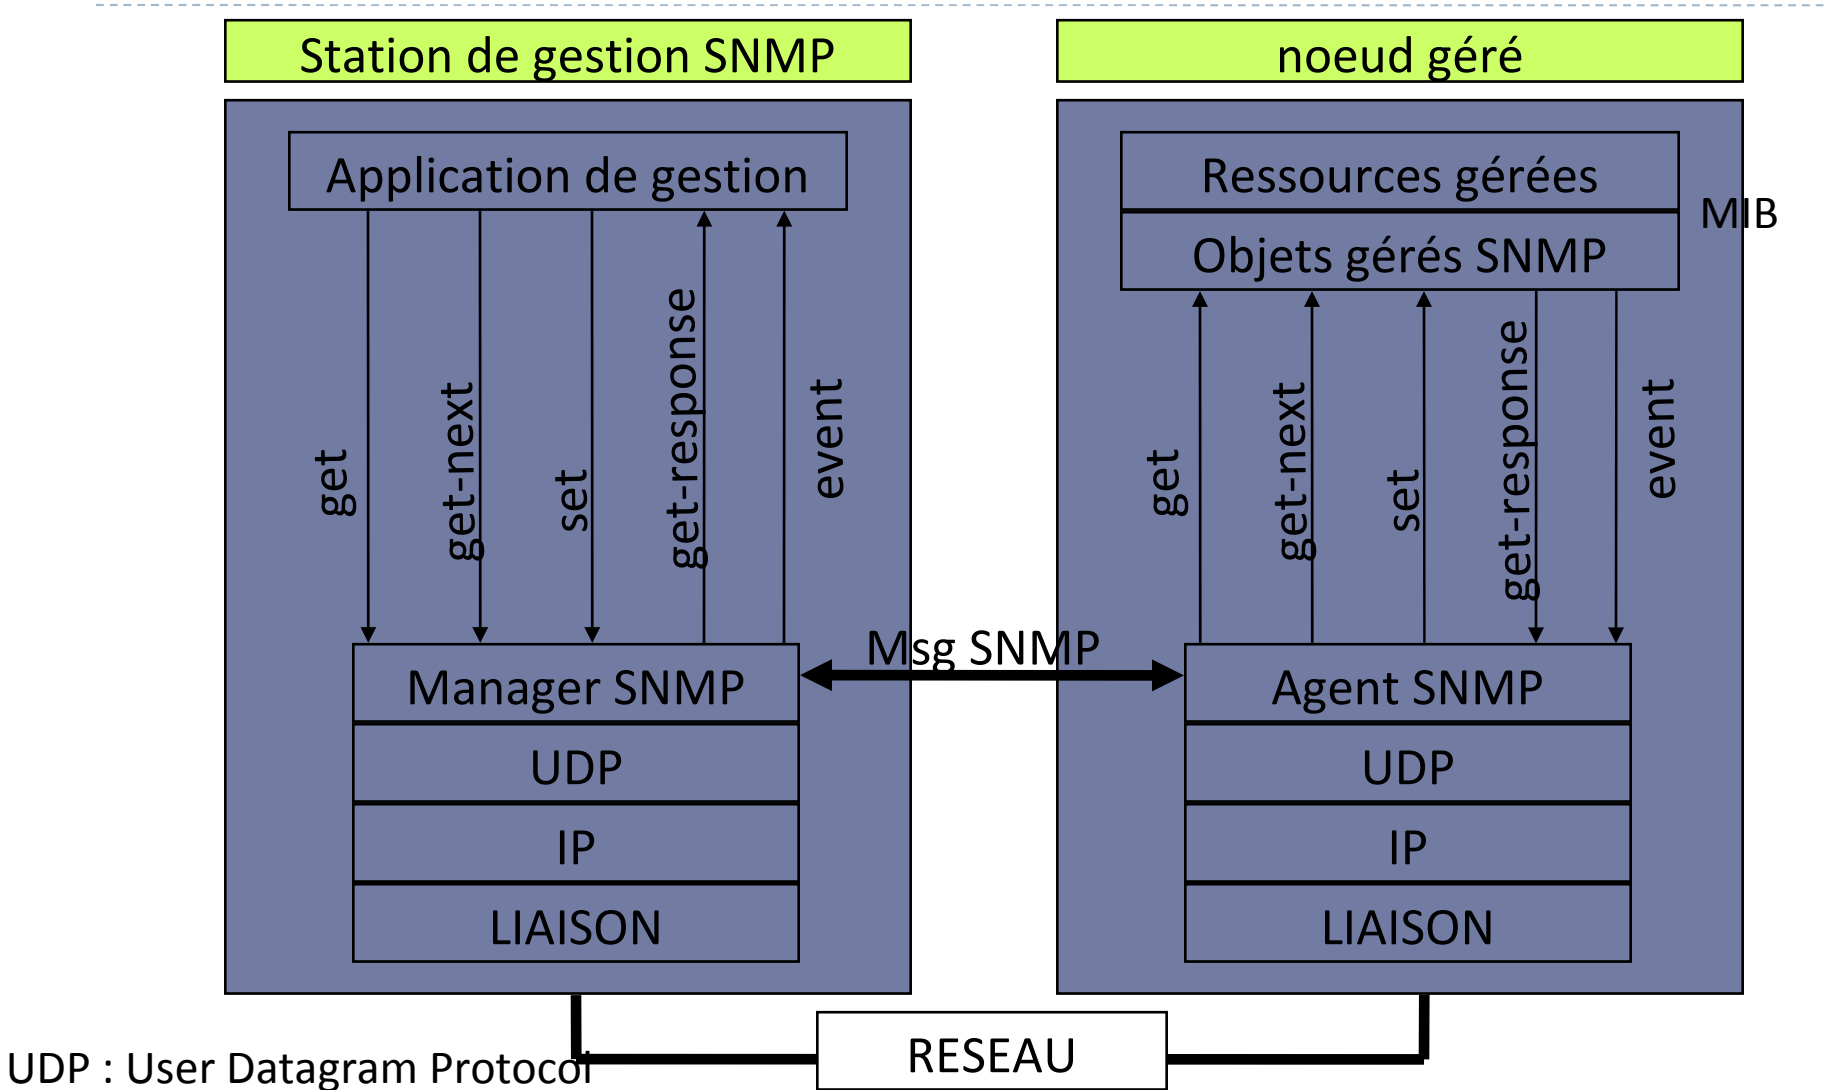 Station de gestion SNMP
noeud géré
Application de gestion
Ressources gérées
MIB
Objets gérés SNMP
get
get-next
set
get-response
event
get
get-next
set
get-response
event
Msg SNMP
Manager SNMP
Agent SNMP
UDP
UDP
IP
IP
LIAISON
LIAISON
RESEAU
UDP : User Datagram Protocol